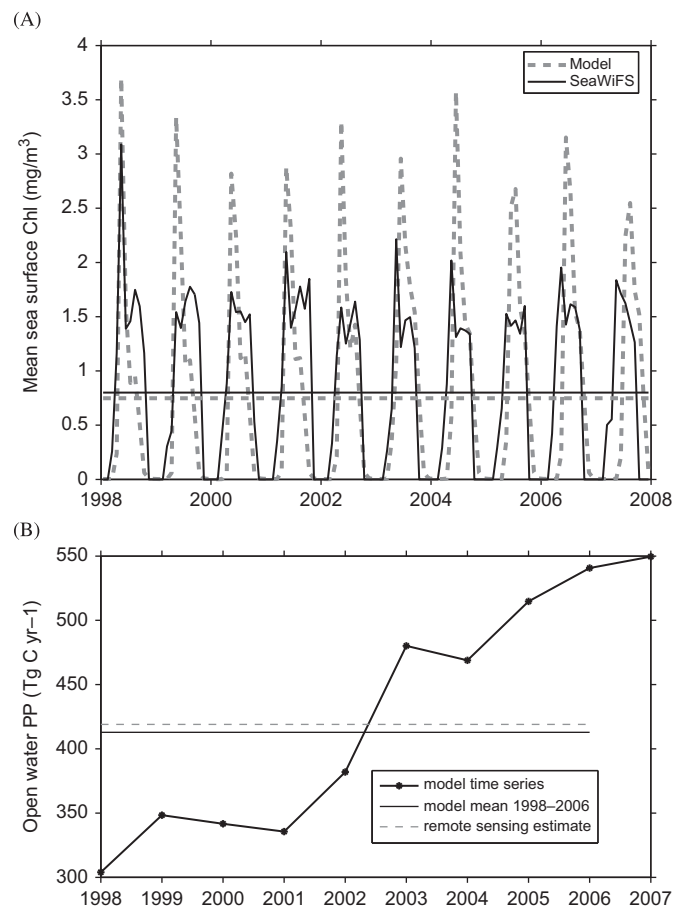 (A)
4
3.5
3
2.5
2
1.5
1
0.5
0
Mean sea surface Chl (mg/m³)
Model
SeaWiFS
1998 2000 2002 2004 2006 2008
(B)
550
500
450
400
350
300
Open water PP (Tg C yr–1)
model time series
model mean 1998–2006
remote sensing estimate
1998 1999 2000 2001 2002 2003 2004 2005 2006 2007